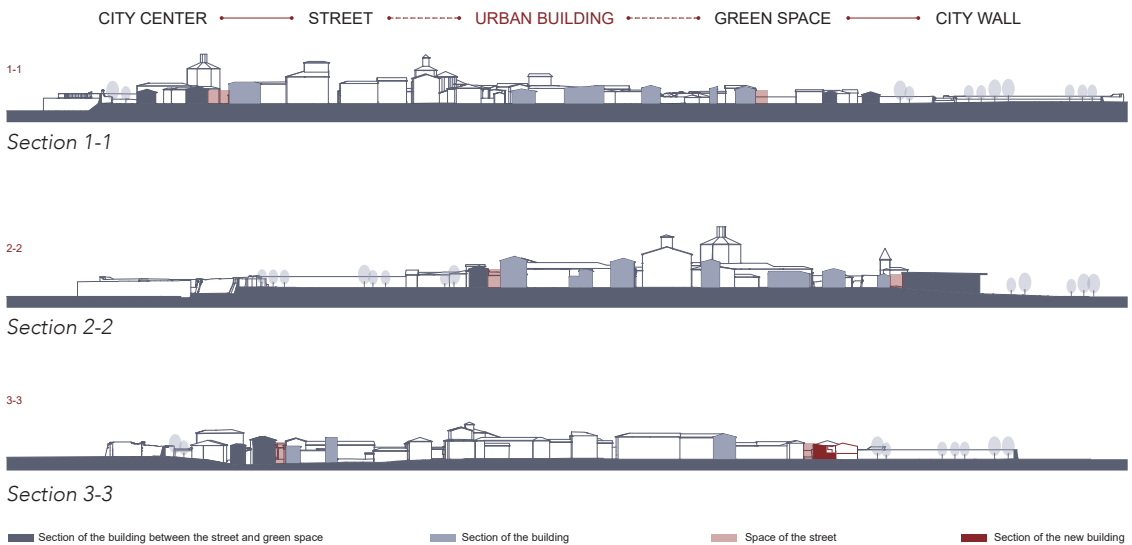 CITY CENTER STREET URBAN BUILDING GREEN SPACE CITY WALL
1-1
Section 1-1
2-2
Section 2-2
3-3
Section 3-3
Section of the building between the street and green space Section of the building Space of the street Section of the new building